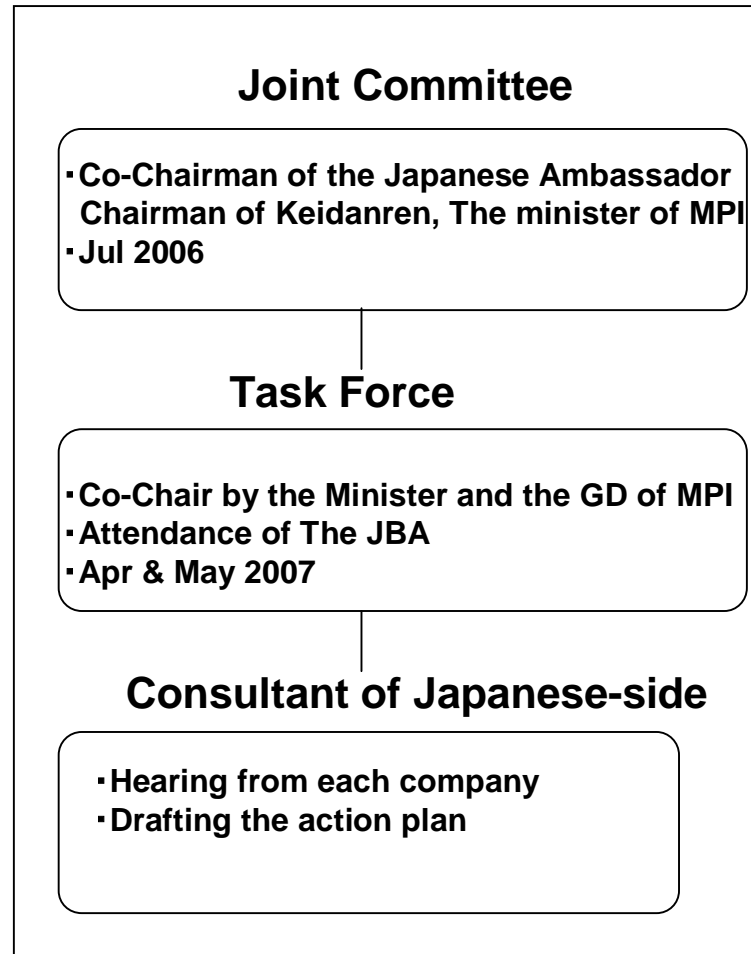 Joint Committee
・Co-Chairman of the Japanese Ambassador
Chairman of Keidanren, The minister of MPI
・Jul 2006
Task Force
・Co-Chair by the Minister and the GD of MPI
・Attendance of The JBA
・Apr & May 2007
Consultant of Japanese-side
・Hearing from each company
・Drafting the action plan